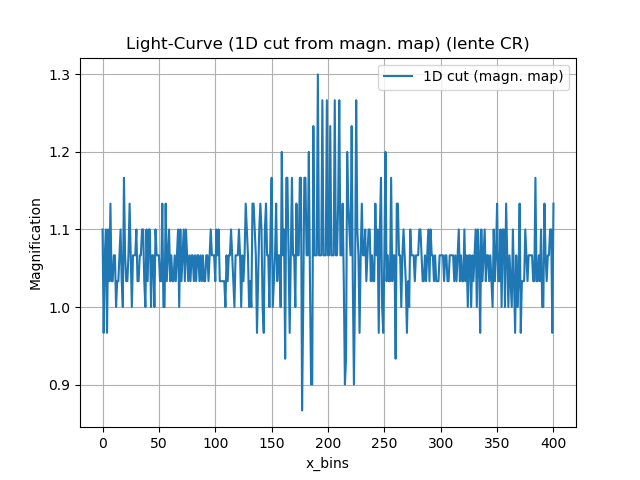 Light-Curve (1D cut from magn. map) (lente CR)
1D cut (magn. map)
Magnification
1.3
1.2
1.1
1.0
0.9
0 50 100 150 200 250 300 350 400
x_bins